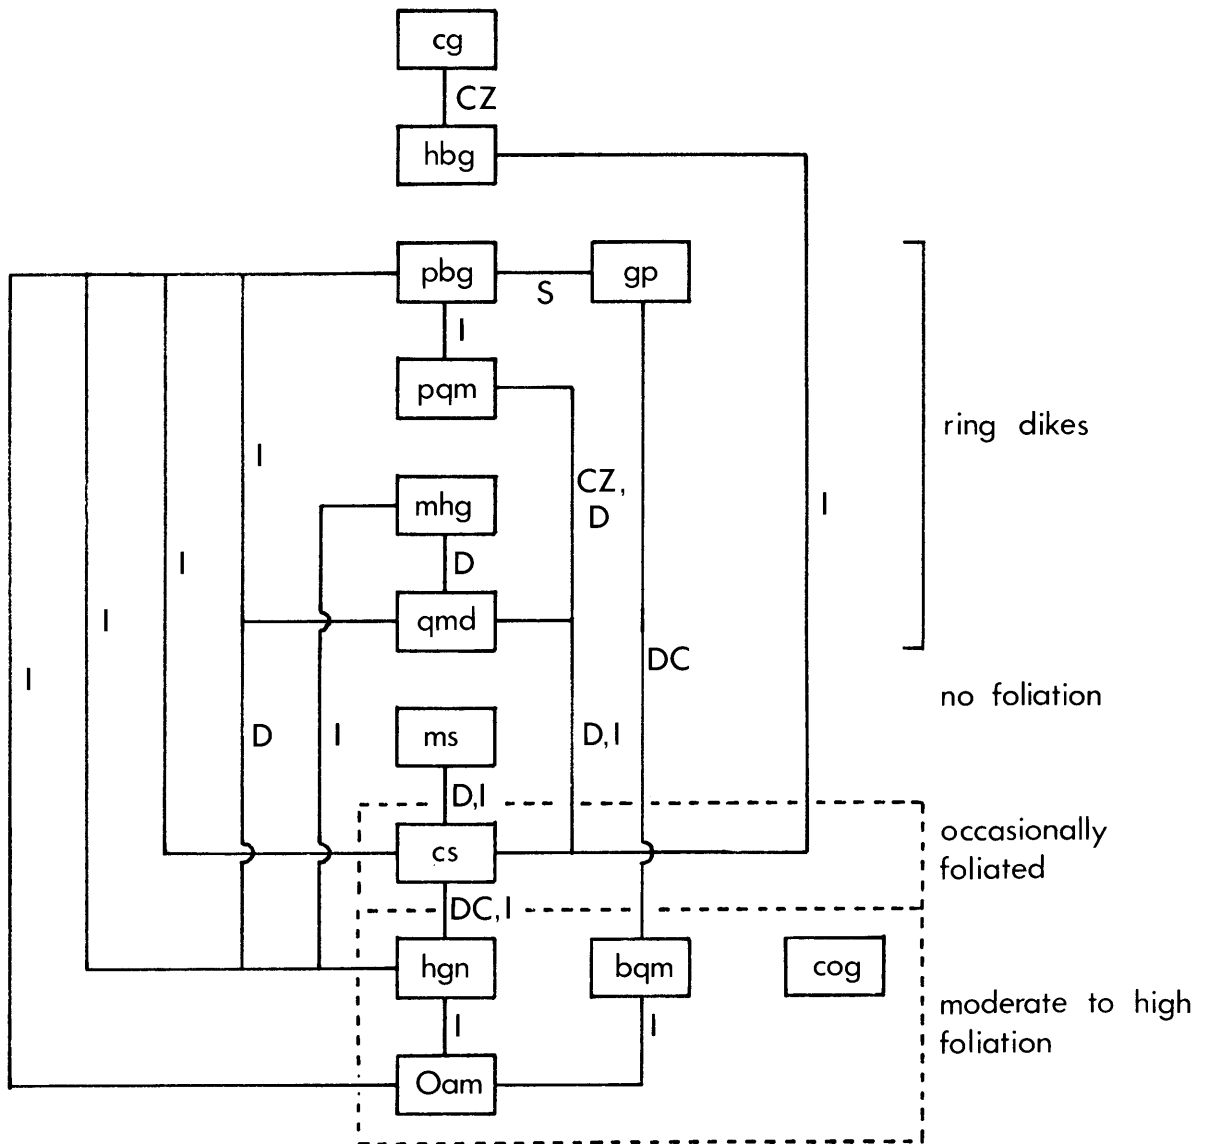 cg
CZ
hbg
pbg
S
gp
I
pqm
ring dikes
I
CZ,
D
mhg
I
I
D
qmd
I
DC
I
no foliation
D
I
ms
D,I
D,I
occasionally
foliated
cs
DC,I
hgn
bqm
cog
moderate to high
foliation
I
I
Oam